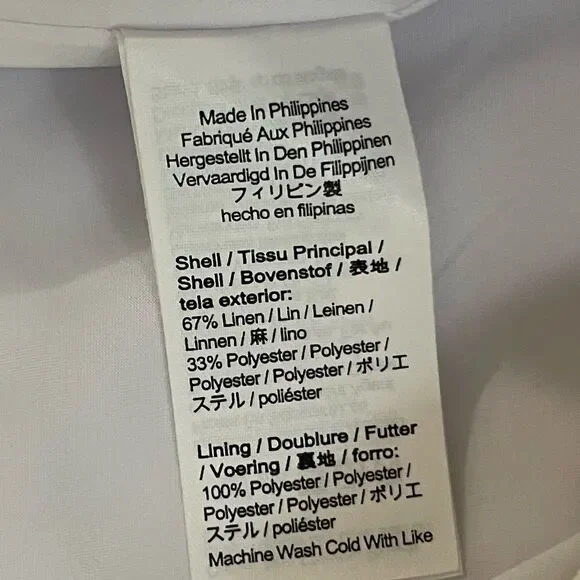 Made In Philippines
Fabriqué Aux Philippines
Hergestellt In Den Philippinen
Vervaardigd In De Filippijnen
フィリピン製
hecho en filipinas
Shell / Tissu Principal /
Shell / Bovenstof / 表地 /
tela exterior:
67% Linen / Lin / Leinen /
Linnen / 麻 / lino
33% Polyester / Polyester /
Polyester / Polyester / ポリエ
ステル / poliéster
Lining / Doublure / Futter
/ Voering / 裏地 / forro:
100% Polyester / Polyester /
Polyester / Polyester / ポリエ
ステル / poliéster
Machine Wash Cold With Like